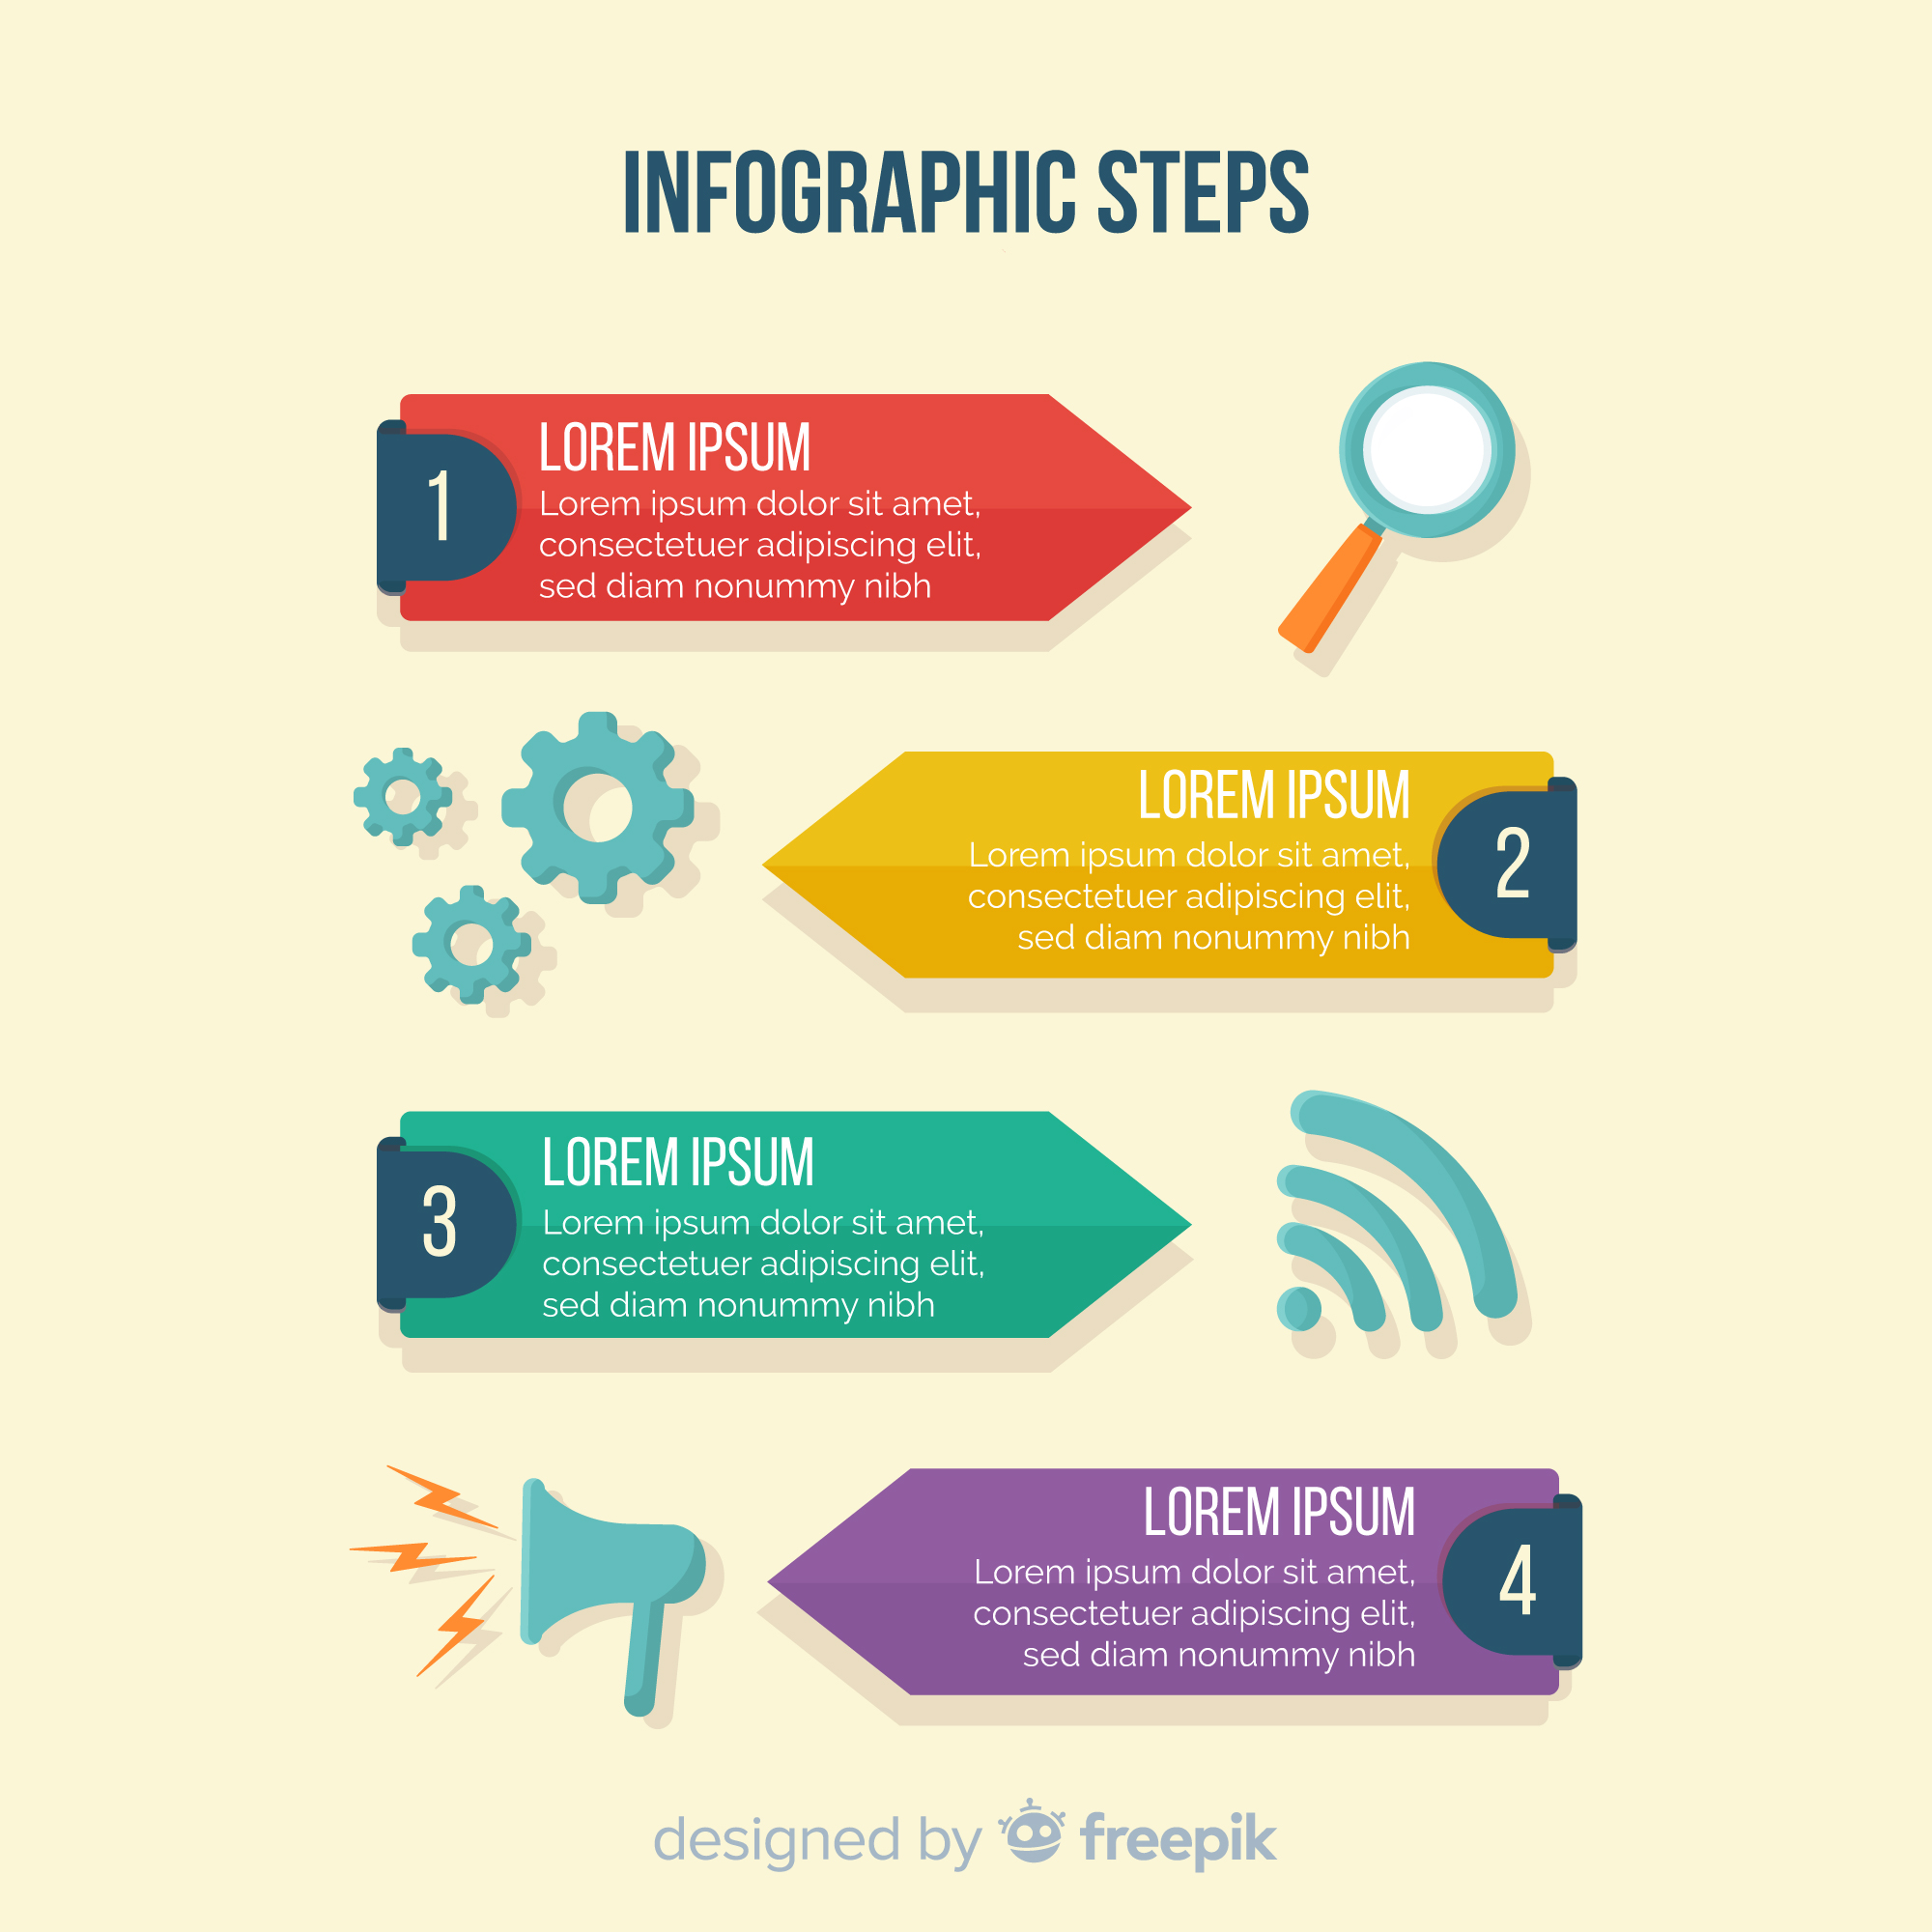 INFOGRAPHIC STEPS
1
LOREM IPSUM
Lorem ipsum dolor sit amet,
consectetuer adipiscing elit,
sed diam nonummy nibh
LOREM IPSUM
Lorem ipsum dolor sit amet,
consectetuer adipiscing elit,
sed diam nonummy nibh
2
3
LOREM IPSUM
Lorem ipsum dolor sit amet,
consectetuer adipiscing elit,
sed diam nonummy nibh
LOREM IPSUM
Lorem ipsum dolor sit amet,
consectetuer adipiscing elit,
sed diam nonummy nibh
4
designed by freepik